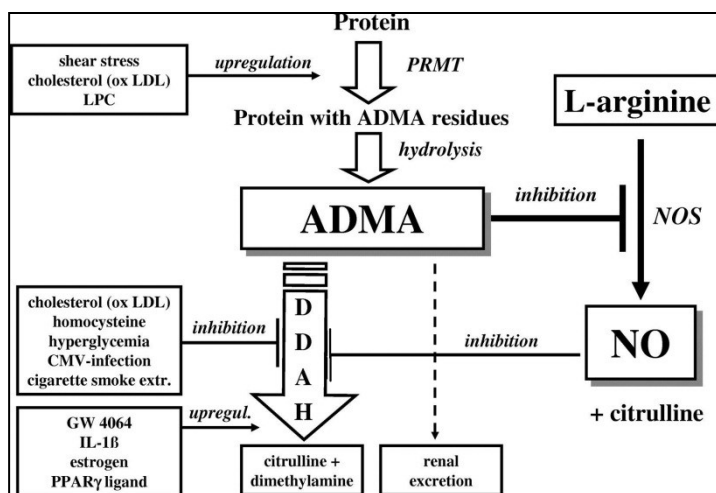 Protein
shear stress
cholesterol (ox LDL)
LPC
upregulation
PRMT
L-arginine
Protein with ADMA residues
hydrolysis
ADMA
inhibition
NOS
cholesterol (ox LDL)
homocysteine
hyperglycemia
CMV-infection
cigarette smoke extr.
inhibition
D
D
A
H
inhibition
NO
+ citrulline
GW 4064
IL-1ß
estrogen
PPARγ ligand
upregul.
citrulline +
dimethylamine
renal
excretion